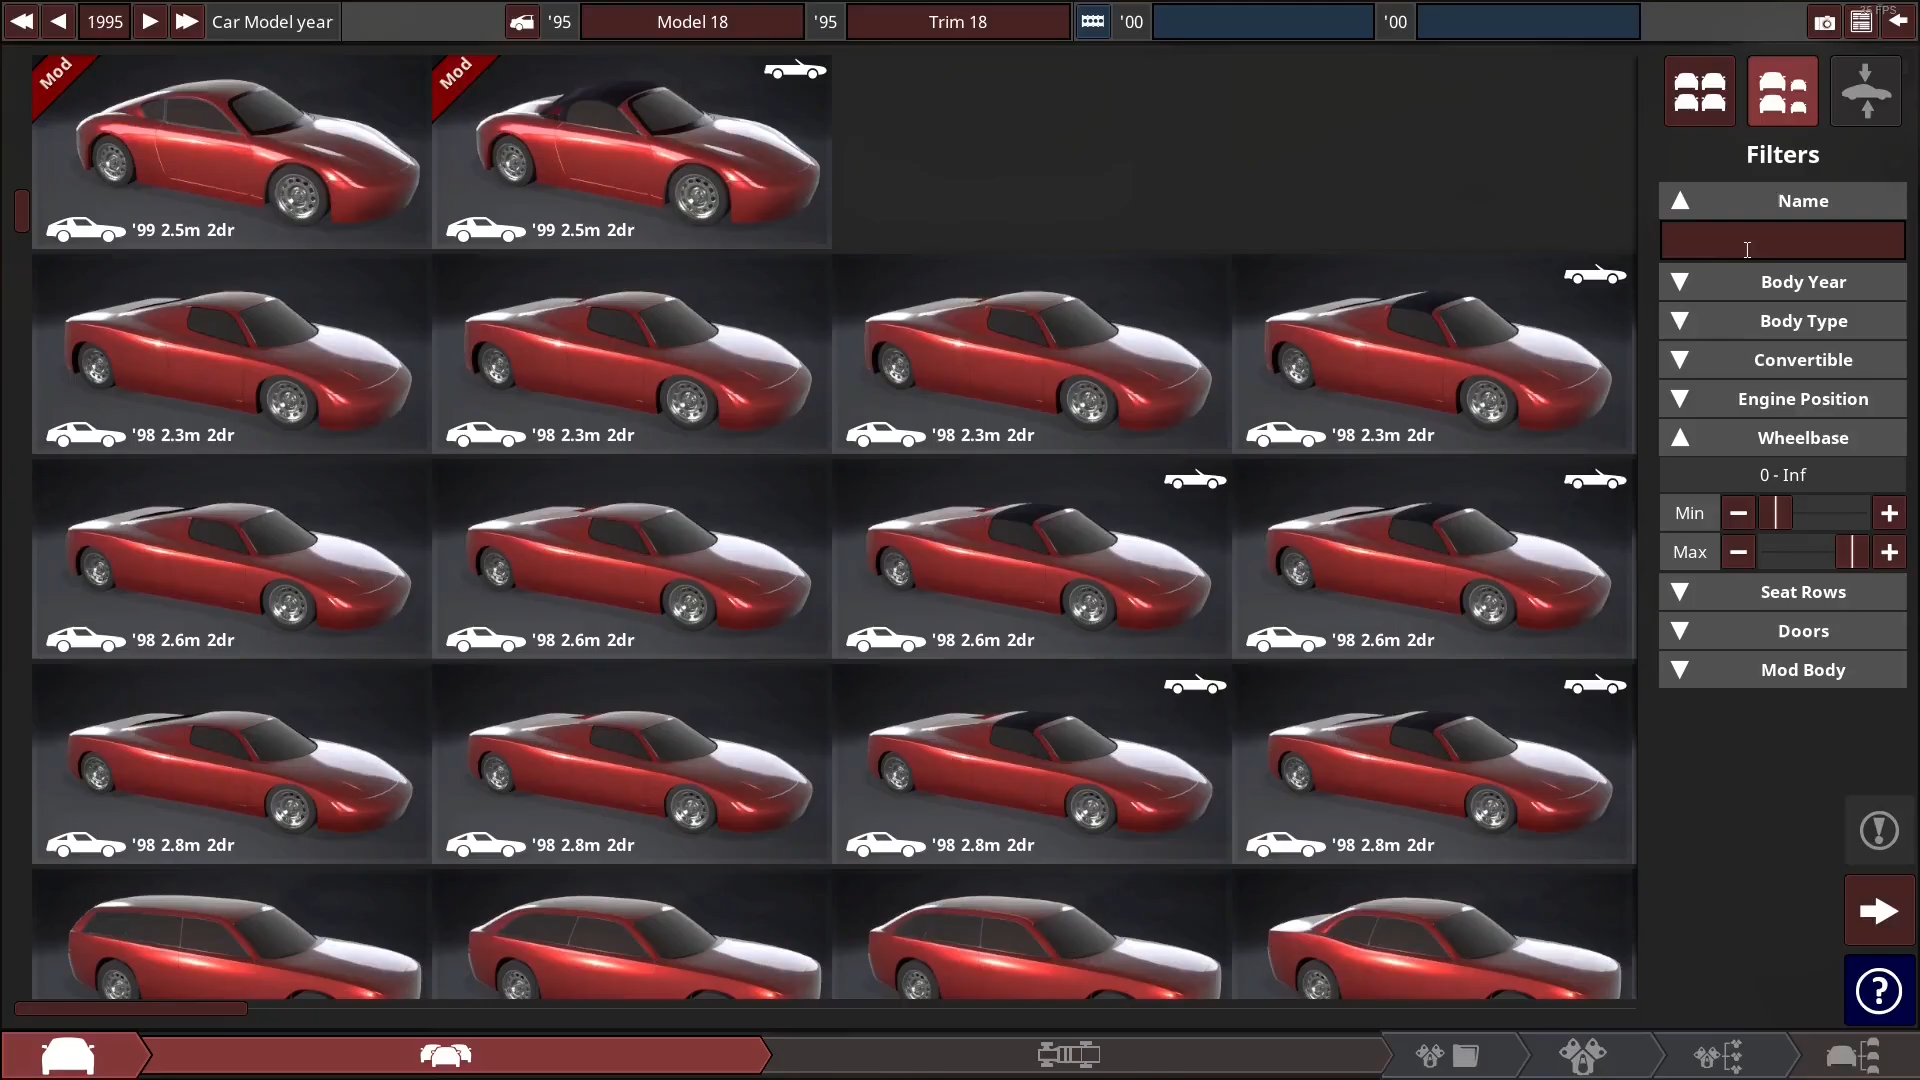 1995 Car Model year '95 Model 18 '95 Trim 18 '00 '00 26 FPS
Mod Mod
'99 2.5m 2dr '99 2.5m 2dr
'98 2.3m 2dr '98 2.3m 2dr '98 2.3m 2dr '98 2.3m 2dr
'98 2.6m 2dr '98 2.6m 2dr '98 2.6m 2dr '98 2.6m 2dr
'98 2.8m 2dr '98 2.8m 2dr '98 2.8m 2dr '98 2.8m 2dr
Filters
Name
Body Year
Body Type
Convertible
Engine Position
Wheelbase
0 - Inf
Min
Max
Seat Rows
Doors
Mod Body
?